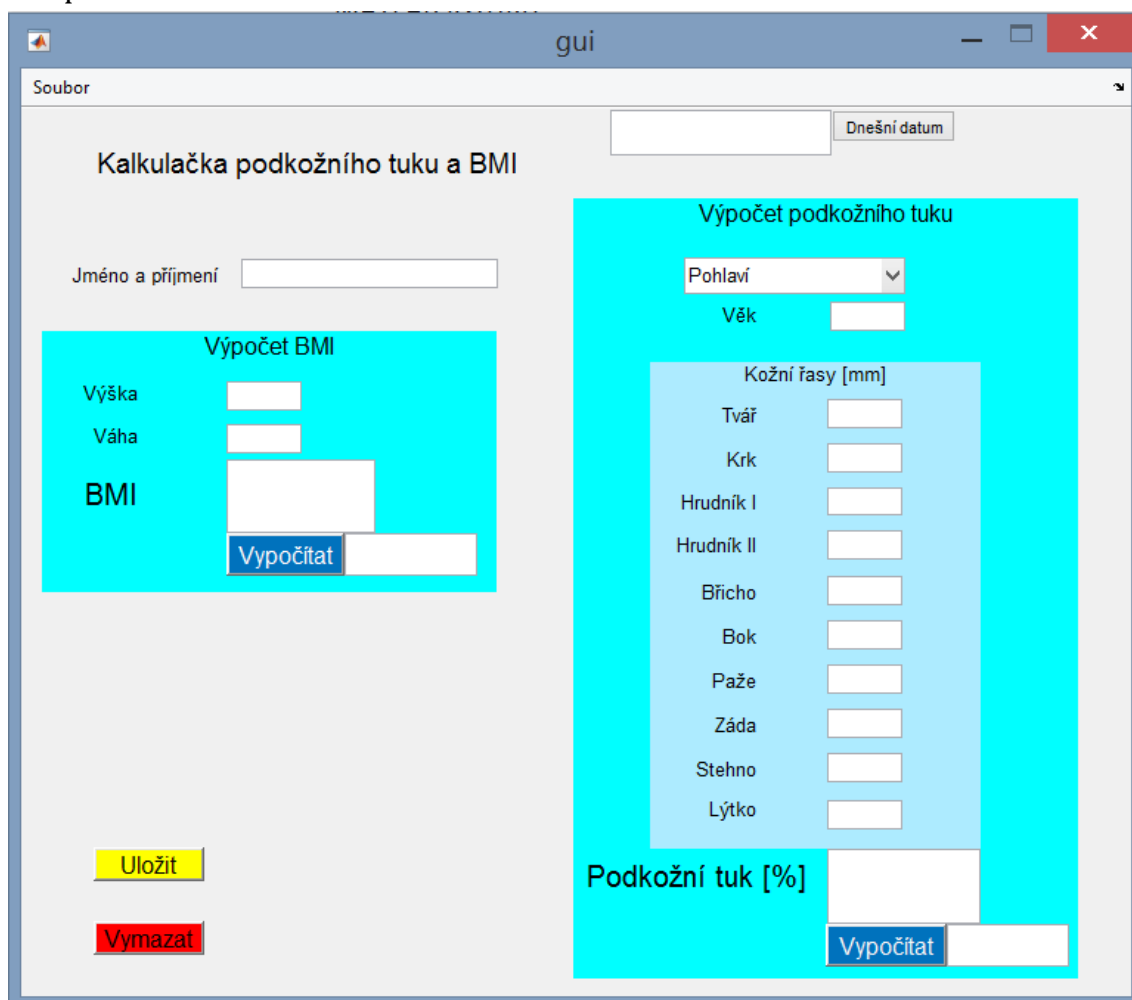 gui
Soubor
Dnešní datum
Kalkulačka podkožního tuku a BMI
Jméno a příjmení
Výpočet BMI
Výška
Váha
BMI
Vypočítat
Uložit
Vymazat
Výpočet podkožního tuku
Pohlaví
Věk
Kožní řasy [mm]
Tvář
Krk
Hrudník I
Hrudník II
Břicho
Bok
Paže
Záda
Stehno
Lýtko
Podkožní tuk [%]
Vypočítat